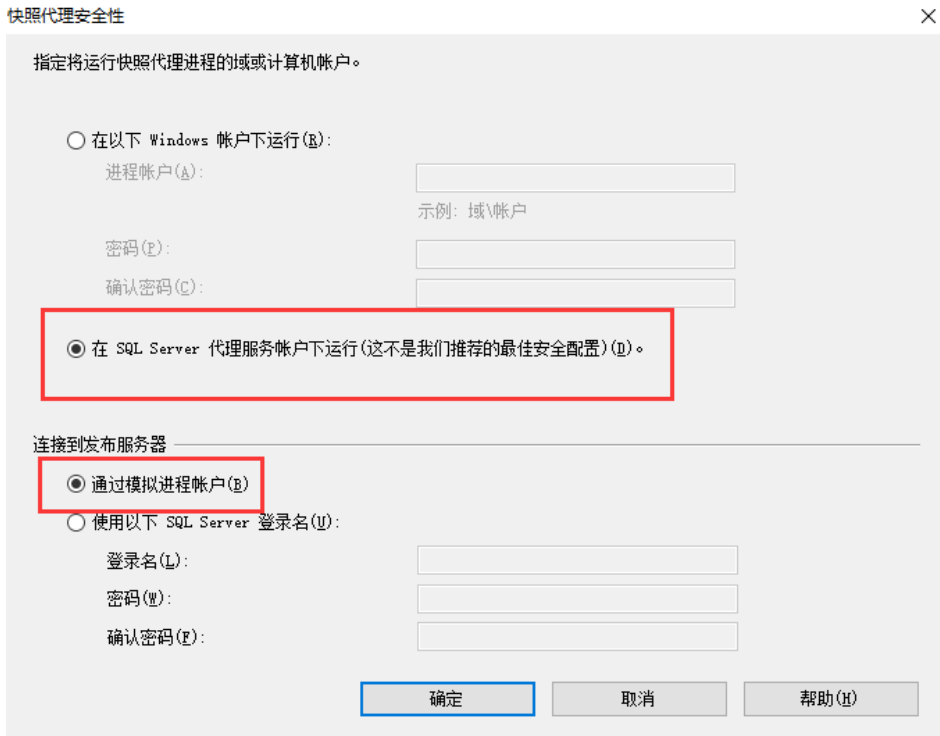 快照代理安全性
指定将运行快照代理进程的域或计算机帐户。
在以下 Windows 帐户下运行(R):
进程帐户(A):
示例: 域\帐户
密码(P):
确认密码(C):
在 SQL Server 代理服务帐户下运行(这不是我们推荐的最佳安全配置)(D)。
连接到发布服务器
通过模拟进程帐户(B)
使用以下 SQL Server 登录名(U):
登录名(L):
密码(W):
确认密码(F):
确定 取消 帮助(H)